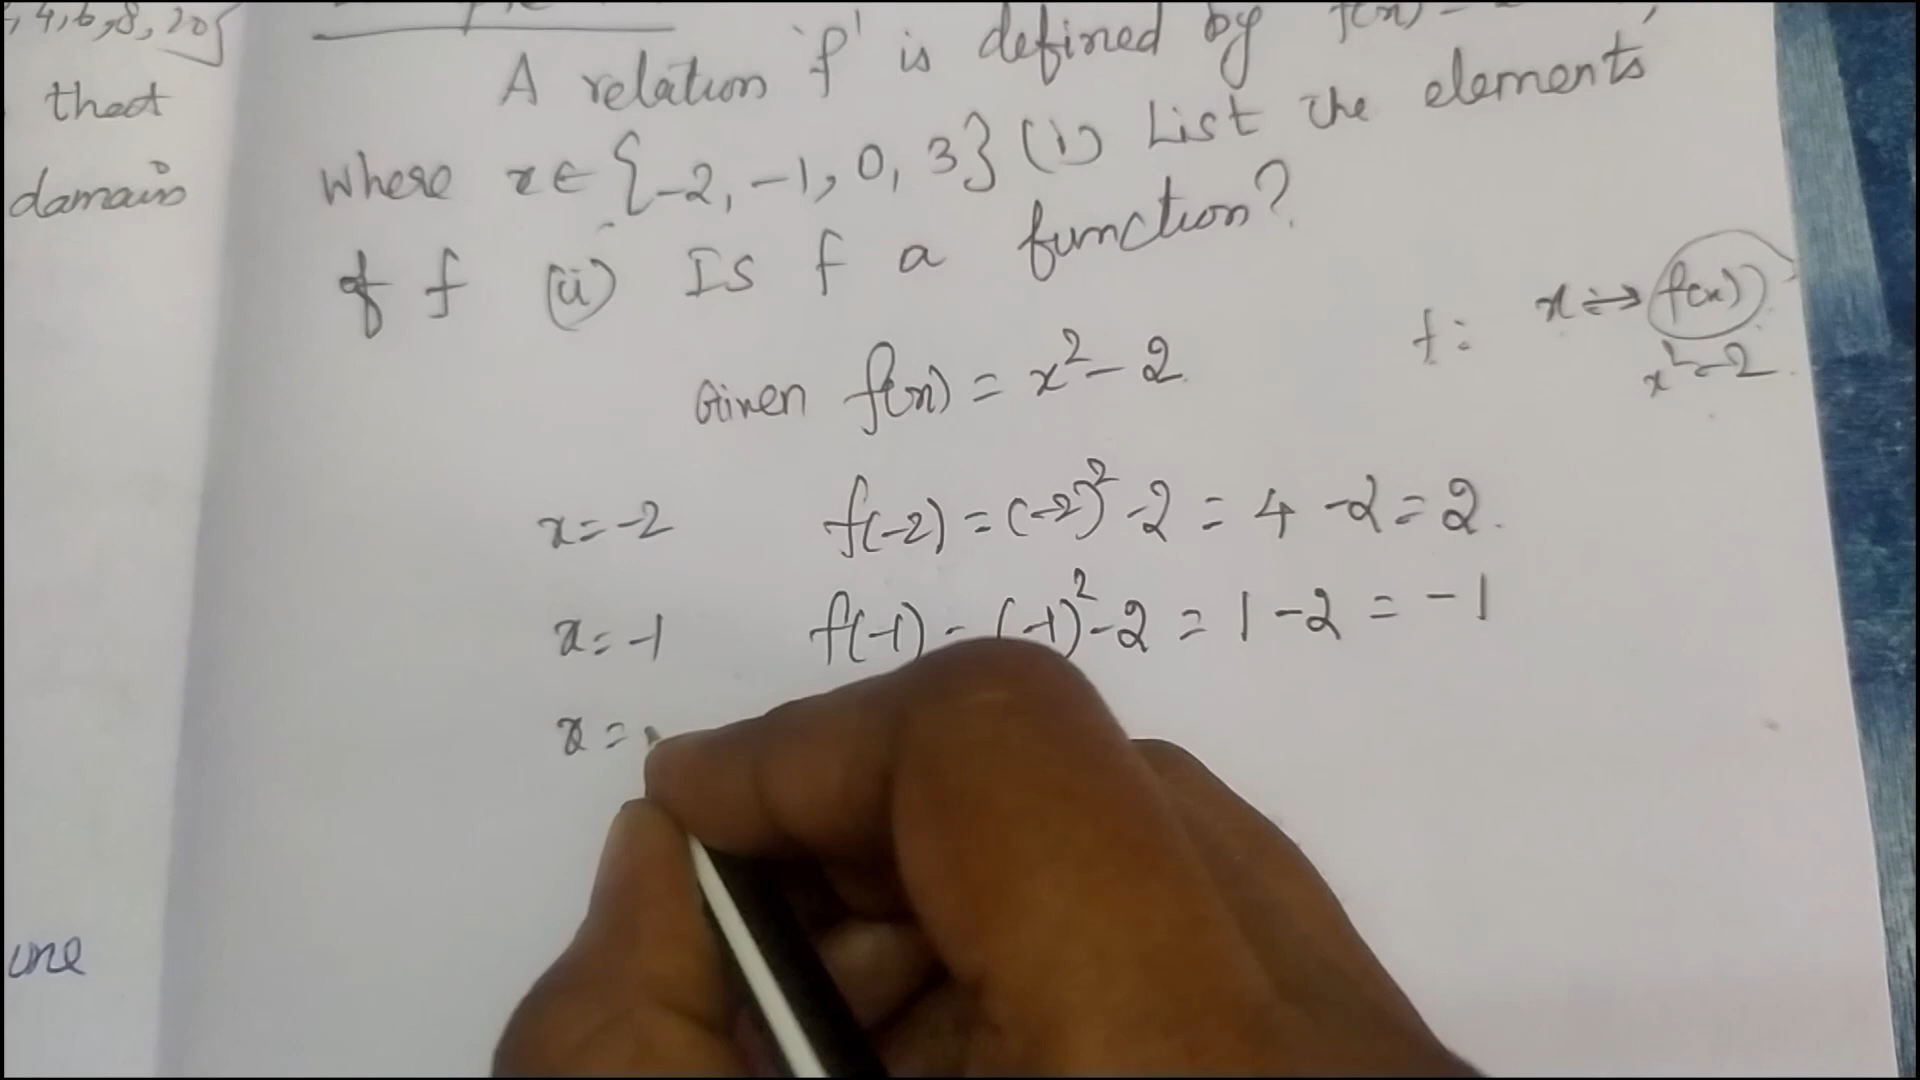 , 4, 6, 8, 20}
that
domain
une
A relation 'f' is defined by f(x) =
where x ∈ {-2, -1, 0, 3} (i) List the elements
of f (ii) Is f a function?
Given f(x) = x² - 2
f: x → f(x)
x² - 2
x = -2 f(-2) = (-2)² - 2 = 4 - 2 = 2.
x = -1 f(-1) = (-1)² - 2 = 1 - 2 = -1
x =